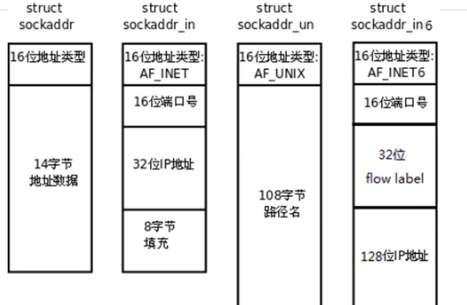 struct
sockaddr
16位地址类型
14字节
地址数据
struct
sockaddr_in
16位地址类型:
AF_INET
16位端口号
32位IP地址
8字节
填充
struct
sockaddr_un
16位地址类型:
AF_UNIX
108字节
路径名
struct
sockaddr_in6
16位地址类型:
AF_INET6
16位端口号
32位
flow label
128位IP地址